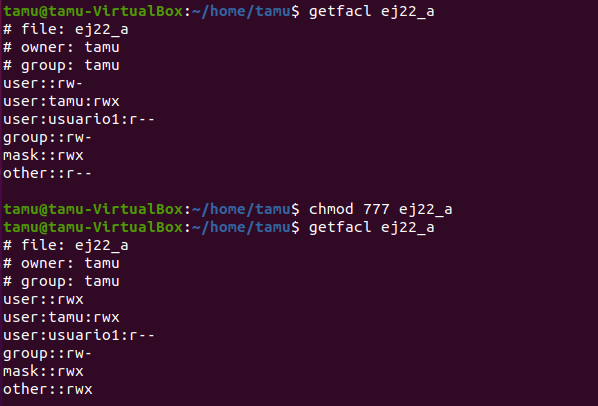 tamu@tamu-VirtualBox:~/home/tamu$ getfacl ej22_a
# file: ej22_a
# owner: tamu
# group: tamu
user::rw-
user:tamu:rwx
user:usuario1:r--
group::rw-
mask::rwx
other::r--

tamu@tamu-VirtualBox:~/home/tamu$ chmod 777 ej22_a
tamu@tamu-VirtualBox:~/home/tamu$ getfacl ej22_a
# file: ej22_a
# owner: tamu
# group: tamu
user::rwx
user:tamu:rwx
user:usuario1:r--
group::rw-
mask::rwx
other::rwx